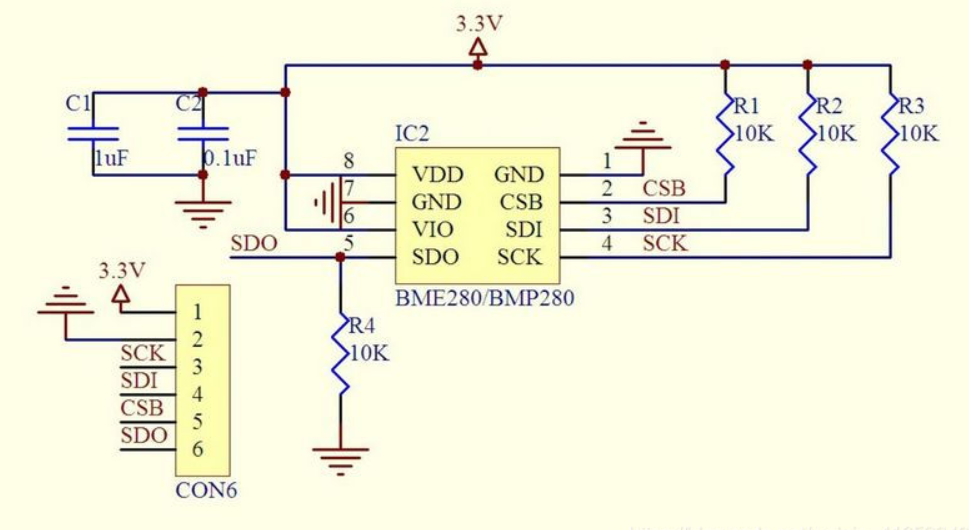 3.3V
C1
C2
1uF
0.1uF
R1
10K
R2
10K
R3
10K
IC2
8
7
6
5
VDD
GND
VIO
SDO
GND
CSB
SDI
SCK
1
2
3
4
CSB
SDI
SCK
SDO
BME280/BMP280
R4
10K
3.3V
SCK
SDI
CSB
SDO
1
2
3
4
5
6
CON6